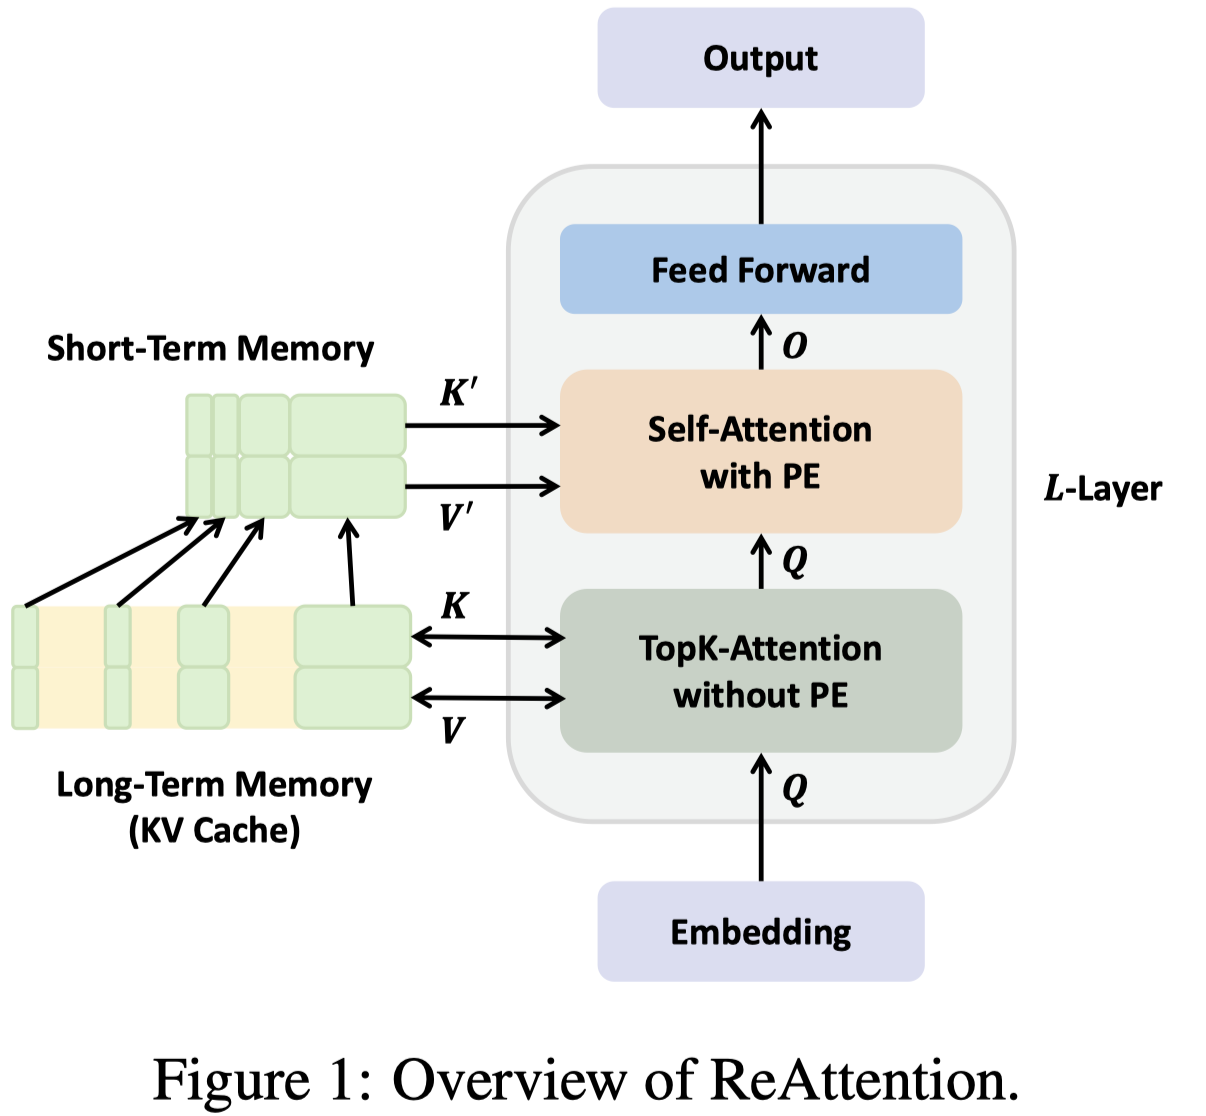 Output
Feed Forward
O
Short-Term Memory
K′
Self-Attention
with PE
V′
L-Layer
Q
K
TopK-Attention
without PE
V
Long-Term Memory
(KV Cache)
Q
Embedding
Figure 1: Overview of ReAttention.